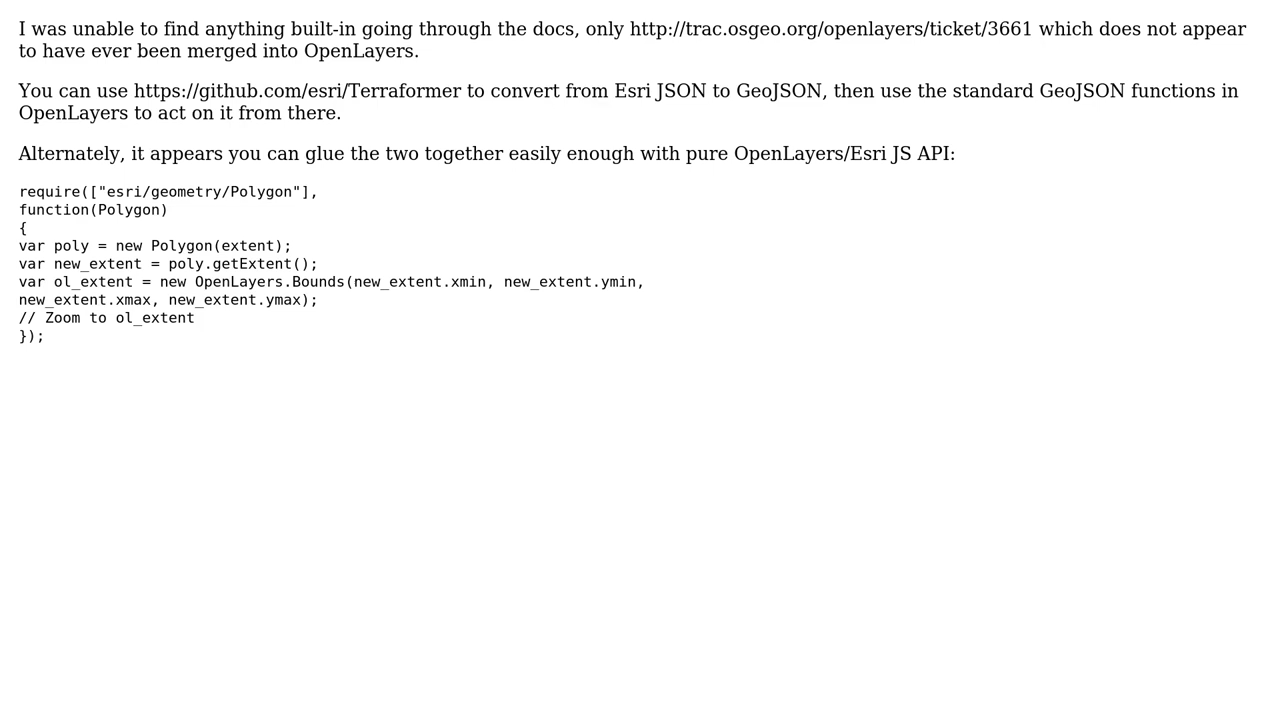 I was unable to find anything built-in going through the docs, only http://trac.osgeo.org/openlayers/ticket/3661 which does not appear
to have ever been merged into OpenLayers.
You can use https://github.com/esri/Terraformer to convert from Esri JSON to GeoJSON, then use the standard GeoJSON functions in
OpenLayers to act on it from there.
Alternately, it appears you can glue the two together easily enough with pure OpenLayers/Esri JS API:
require(["esri/geometry/Polygon"],
function(Polygon)
{
var poly = new Polygon(extent);
var new_extent = poly.getExtent();
var ol_extent = new OpenLayers.Bounds(new_extent.xmin, new_extent.ymin,
new_extent.xmax, new_extent.ymax);
// Zoom to ol_extent
});